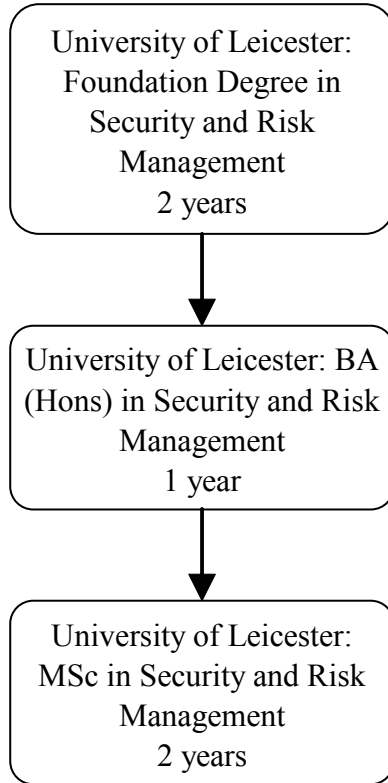 University of Leicester:
Foundation Degree in
Security and Risk
Management
2 years
University of Leicester: BA
(Hons) in Security and Risk
Management
1 year
University of Leicester:
MSc in Security and Risk
Management
2 years